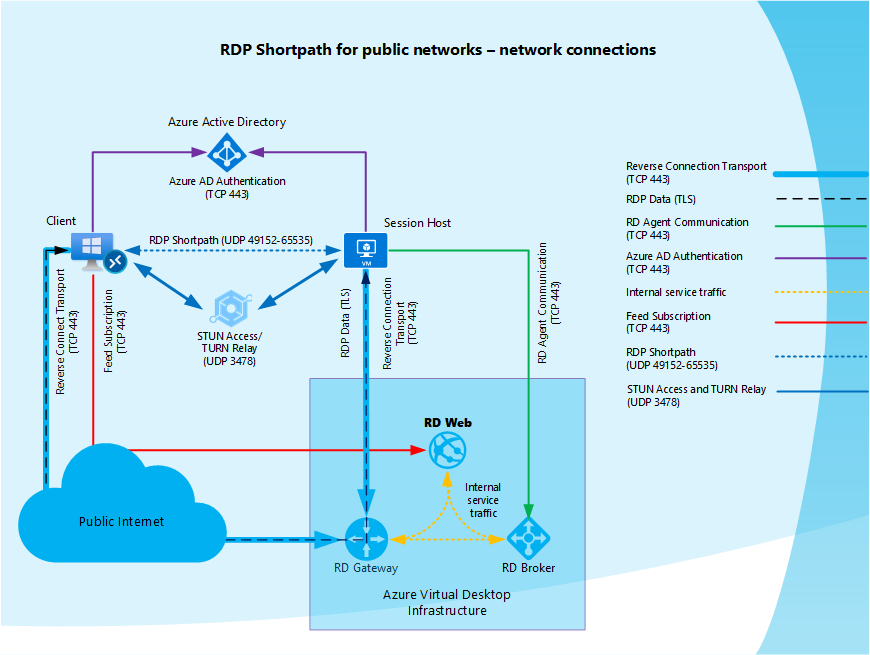 RDP Shortpath for public networks – network connections
Azure Active Directory
Azure AD Authentication
(TCP 443)
Client
Session Host
RDP Shortpath (UDP 49152-65535)
VM
STUN Access/
TURN Relay
(UDP 3478)
Reverse Connect Transport
(TCP 443)
Feed Subscription
(TCP 443)
RDP Data (TLS)
Reverse Connection
Transport
(TCP 443)
RD Agent Communication
(TCP 443)
RD Web
Internal
service
traffic
Public Internet
RD Gateway
RD Broker
Azure Virtual Desktop
Infrastructure
Reverse Connection Transport
(TCP 443)
RDP Data (TLS)
RD Agent Communication
(TCP 443)
Azure AD Authentication
(TCP 443)
Internal service traffic
Feed Subscription
(TCP 443)
RDP Shortpath
(UDP 49152-65535)
STUN Access and TURN Relay
(UDP 3478)